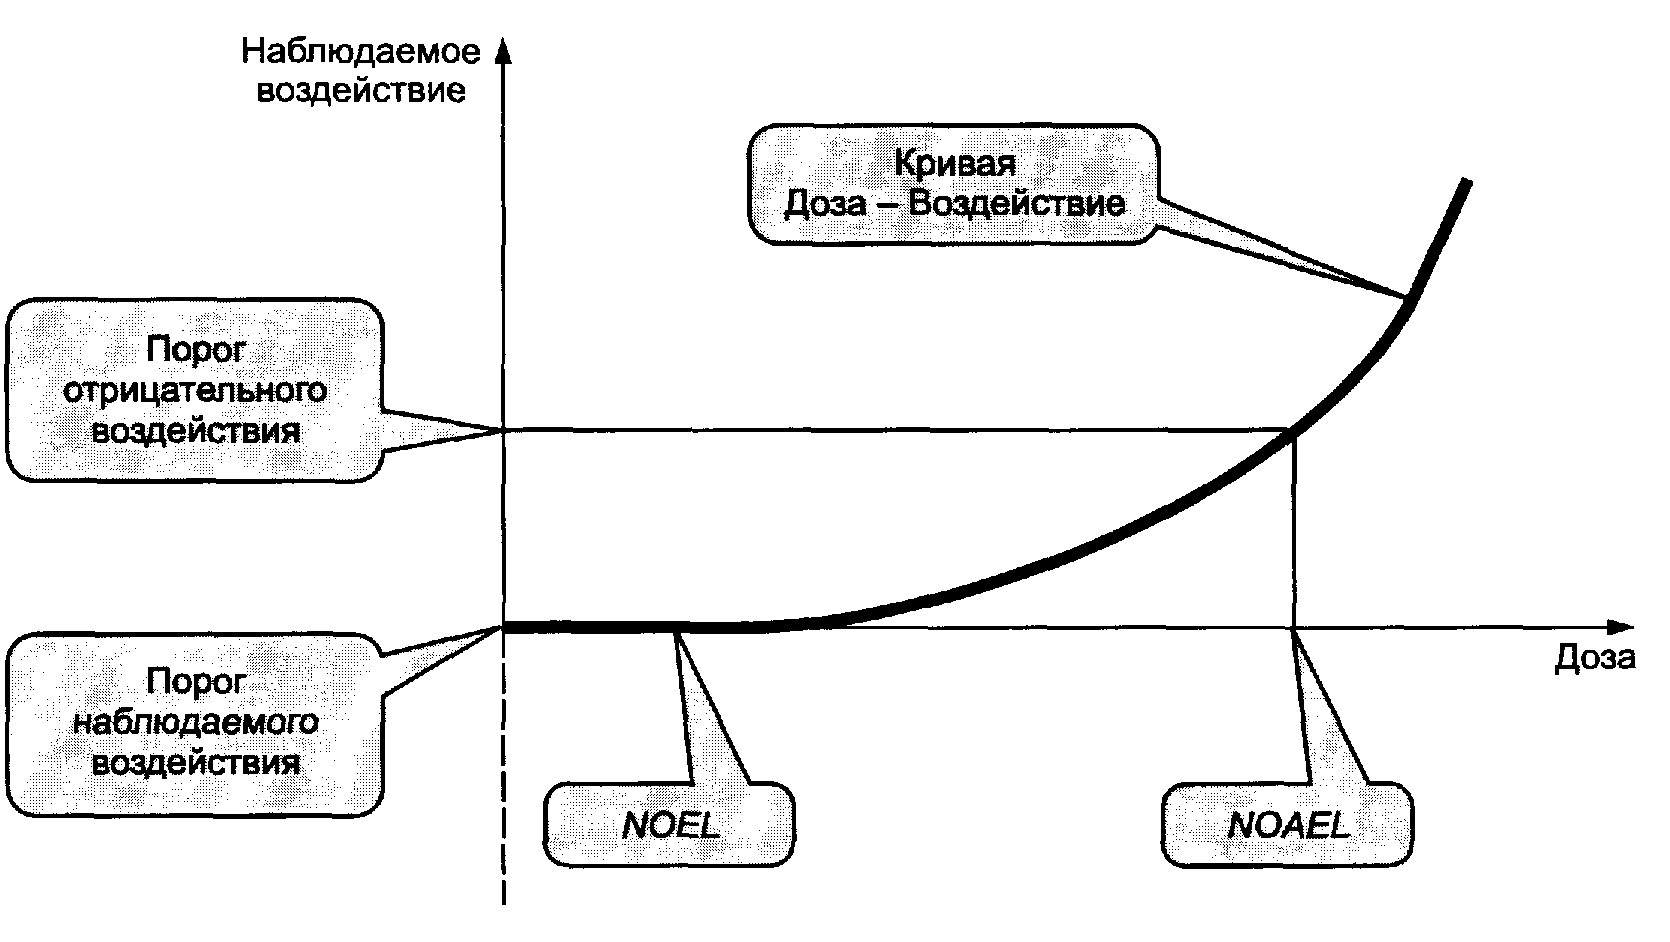 Наблюдаемое
воздействие
Кривая
Доза – Воздействие
Порог
отрицательного
воздействия
Доза
Порог
наблюдаемого
воздействия
NOEL
NOAEL